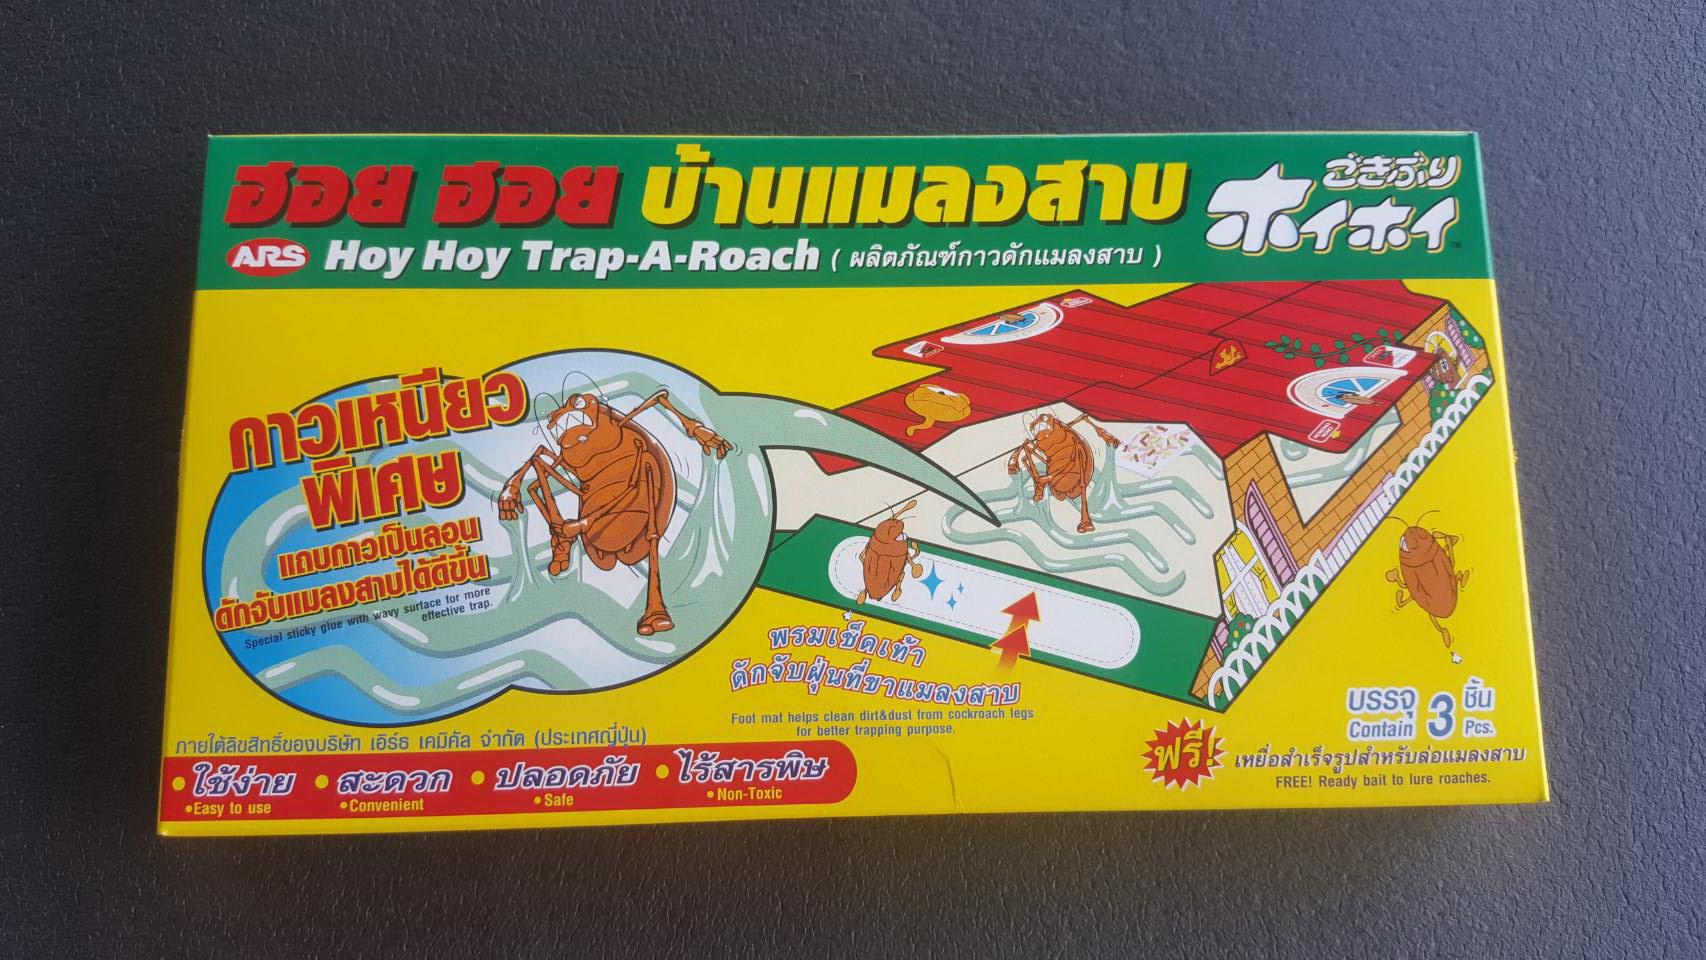 ฮอย ฮอย บ้านแมลงสาบ
ごきぶり
ホイホイ™
ARS Hoy Hoy Trap-A-Roach ( ผลิตภัณฑ์กาวดักแมลงสาบ )
กาวเหนียว
พิเศษ
แถบกาวเป็นลอน
ดักจับแมลงสาบได้ดีขึ้น
Special sticky glue with wavy surface for more
effective trap.
พรมเช็ดเท้า
ดักจับฝุ่นที่ขาแมลงสาบ
Foot mat helps clean dirt&dust from cockroach legs
for better trapping purpose.
บรรจุ 3 ชิ้น
Contain Pcs.
ภายใต้ลิขสิทธิ์ของบริษัท เอิร์ธ เคมิคัล จำกัด (ประเทศญี่ปุ่น)
ฟรี! เหยื่อสำเร็จรูปสำหรับล่อแมลงสาบ
FREE! Ready bait to lure roaches.
• ใช้ง่าย • สะดวก • ปลอดภัย • ไร้สารพิษ
•Easy to use •Convenient •Safe •Non-Toxic